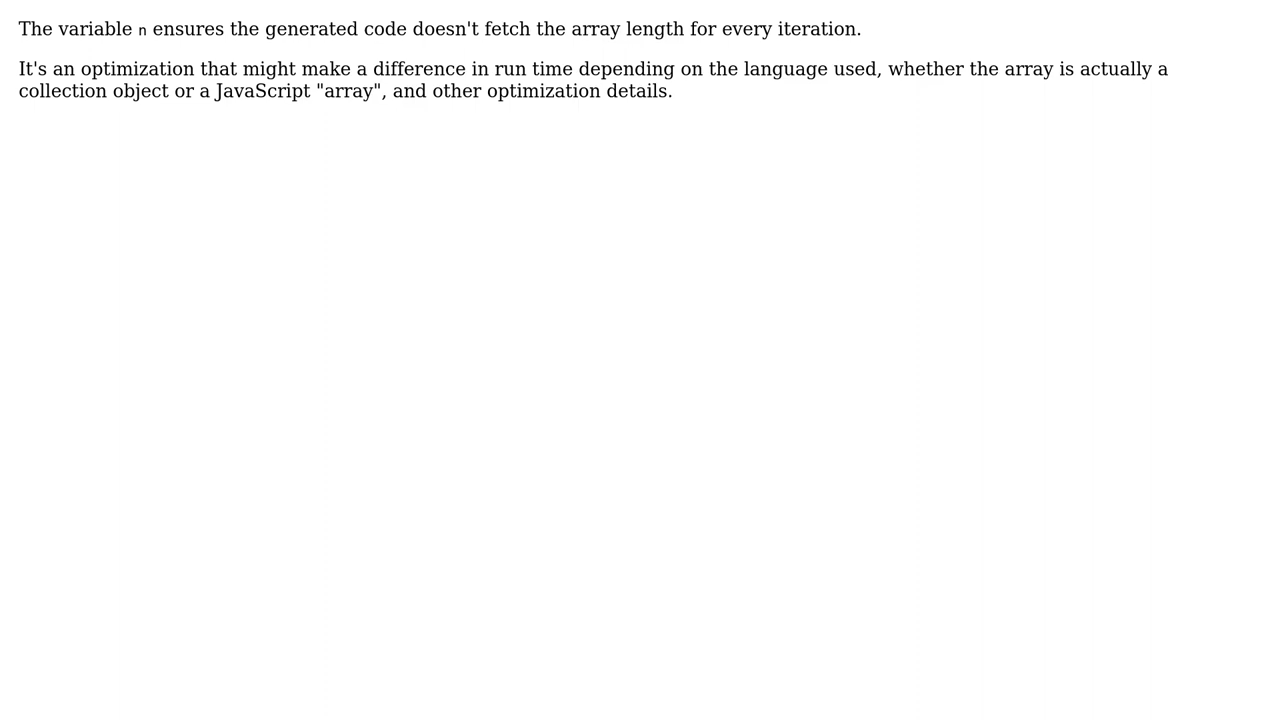 The variable n ensures the generated code doesn't fetch the array length for every iteration.
It's an optimization that might make a difference in run time depending on the language used, whether the array is actually a
collection object or a JavaScript "array", and other optimization details.